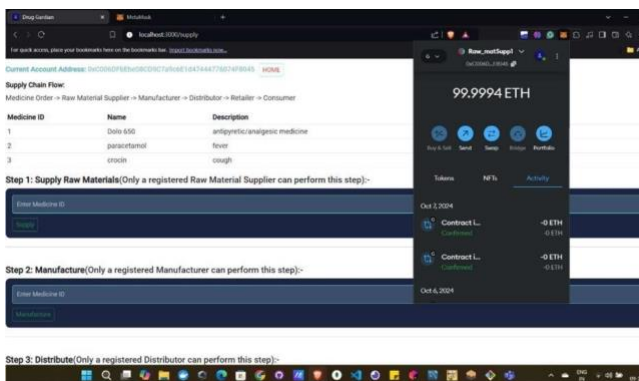 Drug Gardian
MetaMask
localhost:3000/supply
For quick access, place your bookmarks here on the bookmarks bar. Import bookmarks now...
Current Account Address:
HOME
Supply Chain Flow:
Medicine Order -> Raw Material Supplier -> Manufacturer -> Distributor -> Retailer -> Consumer
Medicine ID Name Description
1 Dolo 650 antipyretic/analgesic medicine
2 paracetamol fever
3 crocin cough
Step 1: Supply Raw Materials(Only a registered Raw Material Supplier can perform this step):-
Enter Medicine ID
Supply
Step 2: Manufacture(Only a registered Manufacturer can perform this step):-
Enter Medicine ID
Manufacture
Step 3: Distribute(Only a registered Distributor can perform this step):-
Raw_matSuppl
99.9994 ETH
Buy & Sell Send Swap Bridge Portfolio
Tokens NFTs Activity
Oct 7, 2024
Contract i... -0 ETH
Confirmed -0 ETH
Contract i... -0 ETH
Confirmed -0 ETH
Oct 6, 2024
ENG
IN